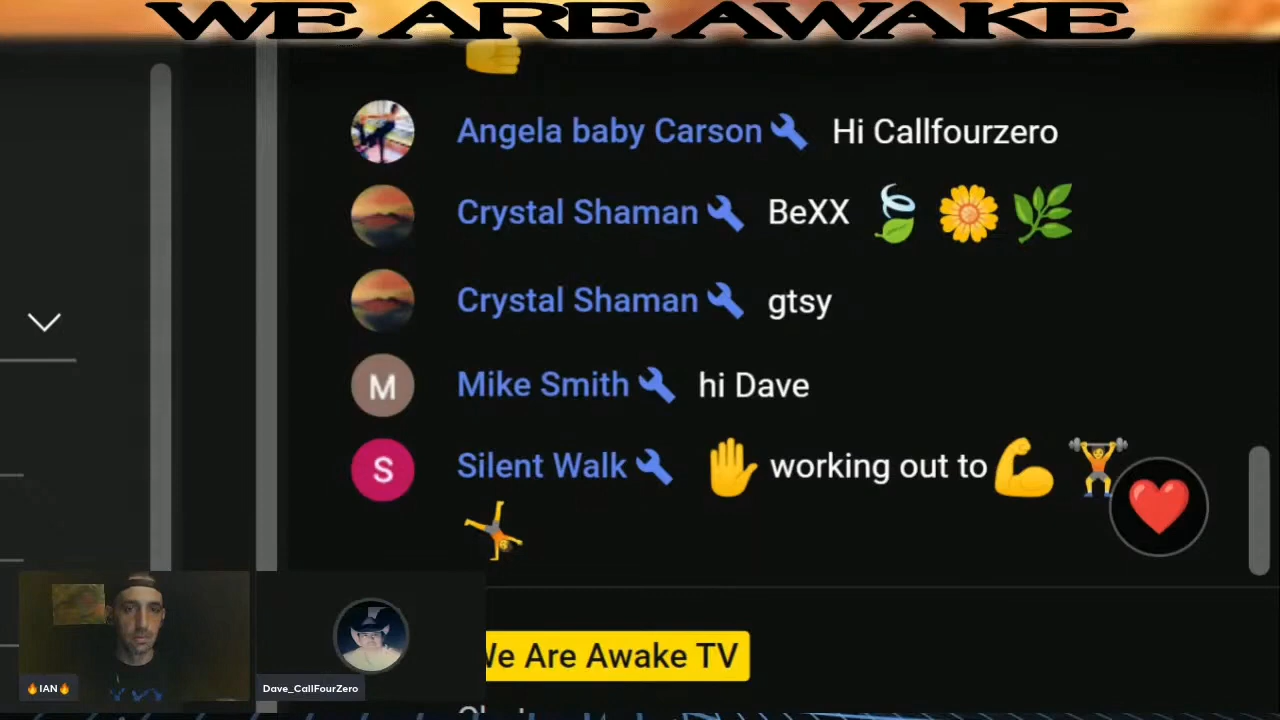 WE ARE AWAKE
Angela baby Carson Hi Callfourzero
Crystal Shaman BeXX
Crystal Shaman gtsy
M Mike Smith hi Dave
S Silent Walk ✋ working out to💪
We Are Awake TV
🔥IAN🔥
Dave_CallFourZero